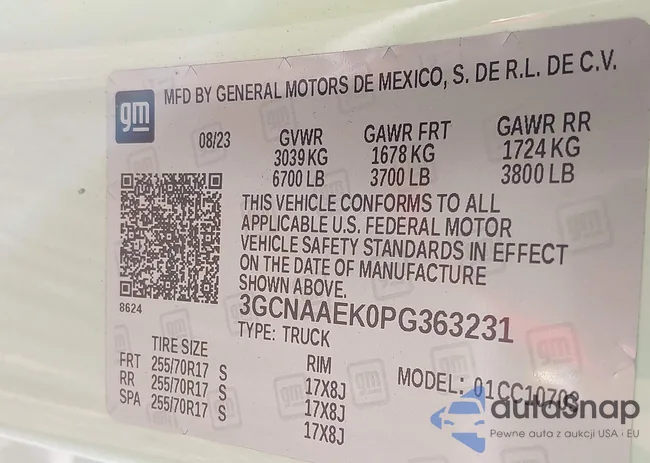 gm
MFD BY GENERAL MOTORS DE MEXICO, S. DE R.L. DE C.V.
08/23 GVWR GAWR FRT GAWR RR
3039 KG 1678 KG 1724 KG
6700 LB 3700 LB 3800 LB
THIS VEHICLE CONFORMS TO ALL
APPLICABLE U.S. FEDERAL MOTOR
VEHICLE SAFETY STANDARDS IN EFFECT
ON THE DATE OF MANUFACTURE
SHOWN ABOVE.
8624
3GCNAAEK0PG363231
TYPE: TRUCK
TIRE SIZE RIM MODEL:
FRT 255/70R17 S 17X8J
RR 255/70R17 S 17X8J
SPA 255/70R17 S 17X8J
autosnap
Pewne auta z aukcji USA i EU